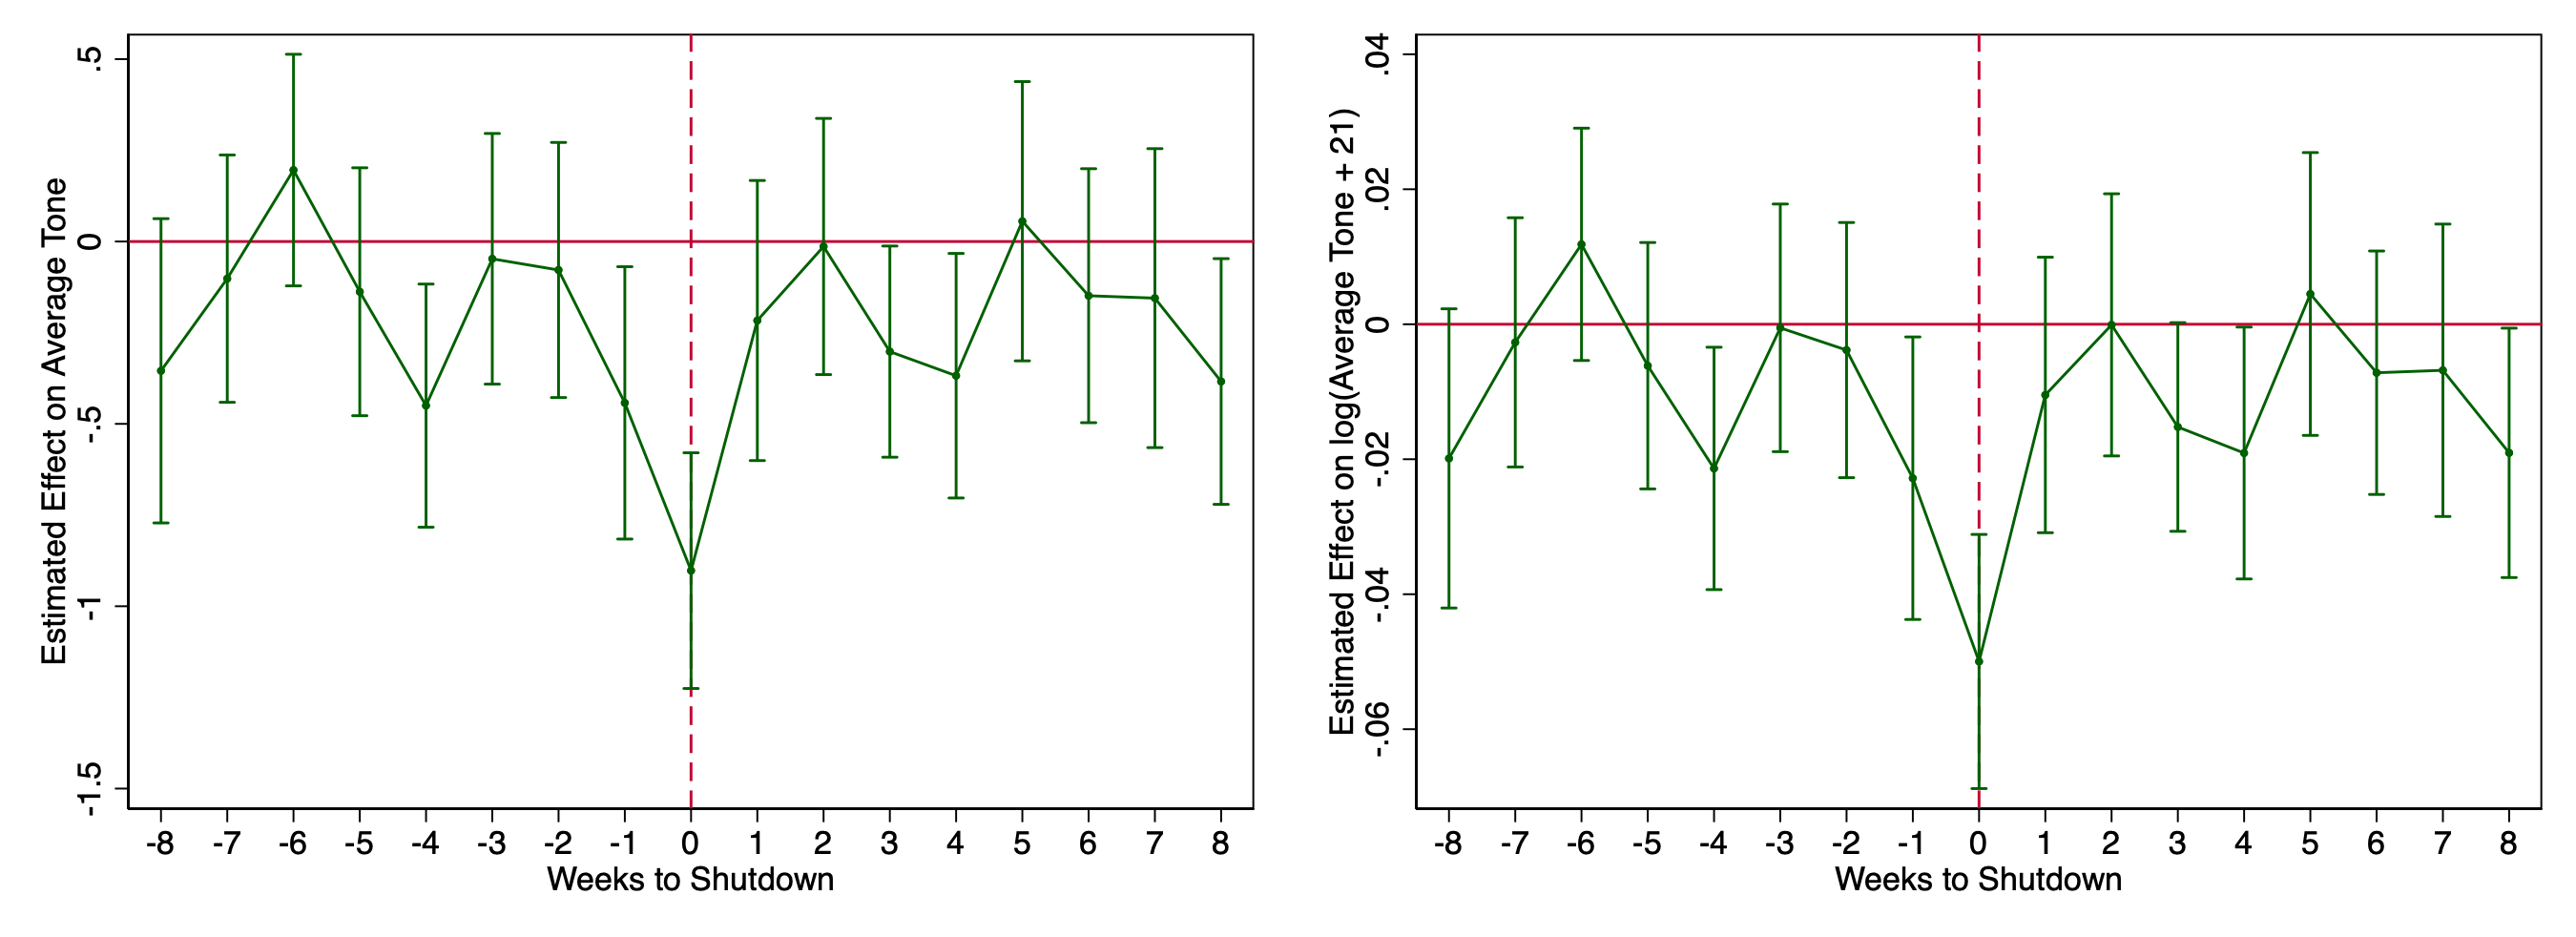 Estimated Effect on Average Tone
.5
0
-.5
-1
-1.5
-8 -7 -6 -5 -4 -3 -2 -1 0 1 2 3 4 5 6 7 8
Weeks to Shutdown
Estimated Effect on log(Average Tone + 21)
.04
.02
0
-.02
-.04
-.06
-8 -7 -6 -5 -4 -3 -2 -1 0 1 2 3 4 5 6 7 8
Weeks to Shutdown